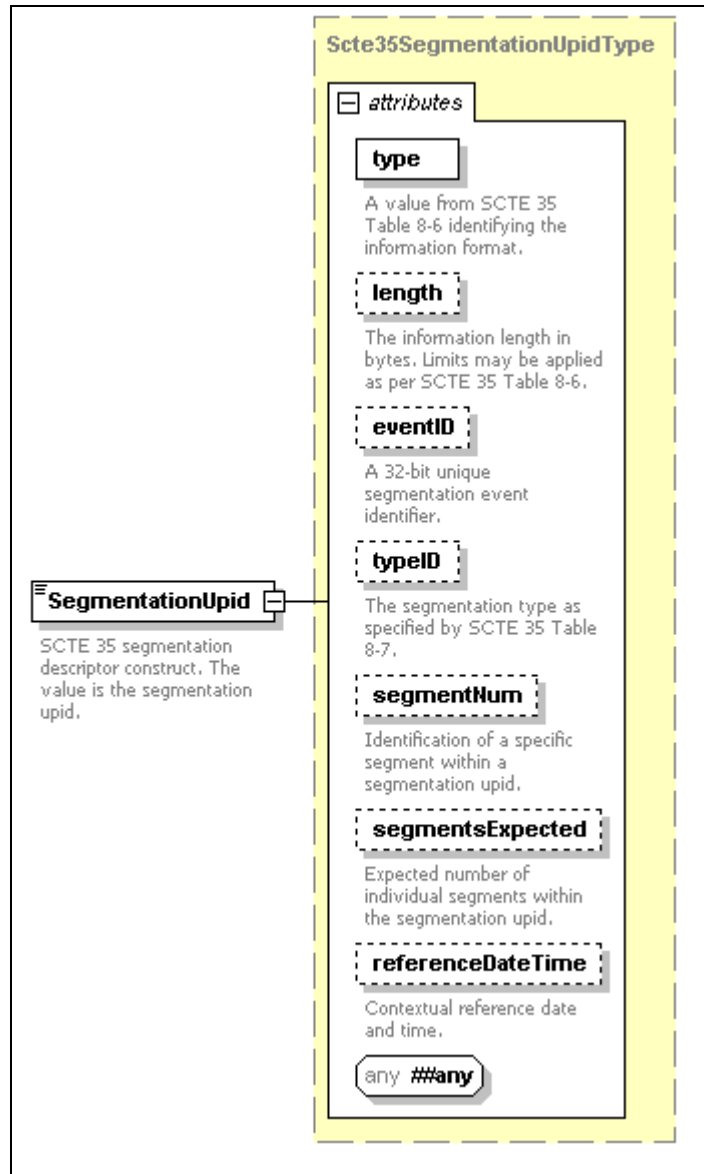 Scte35SegmentationUpidType
attributes
type
A value from SCTE 35
Table 8-6 identifying the
information format.
length
The information length in
bytes. Limits may be applied
as per SCTE 35 Table 8-6.
eventID
A 32-bit unique
segmentation event
identifier.
typeID
The segmentation type as
specified by SCTE 35 Table
8-7.
SegmentationUpid
SCTE 35 segmentation
descriptor construct. The
value is the segmentation
upid.
segmentNum
Identification of a specific
segment within a
segmentation upid.
segmentsExpected
Expected number of
individual segments within
the segmentation upid.
referenceDateTime
Contextual reference date
and time.
any ##any